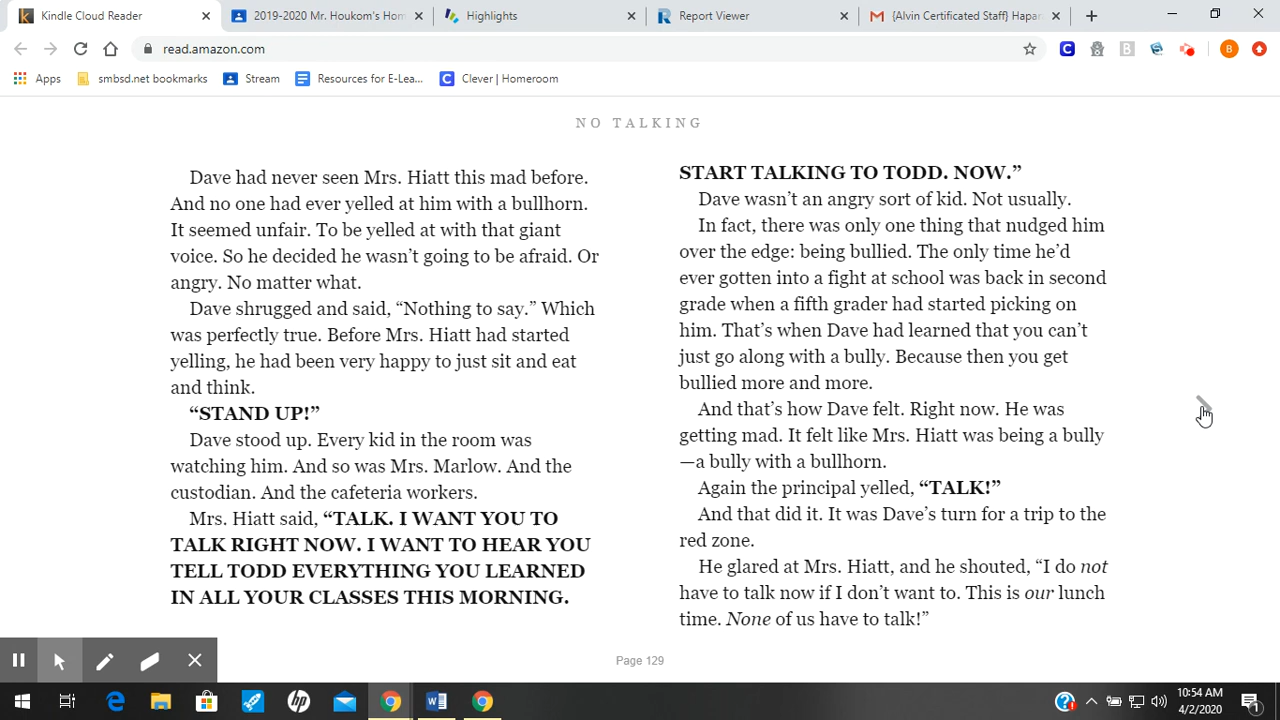 Kindle Cloud Reader
2019-2020 Mr. Houkom's Hom
Highlights
Report Viewer
{Alvin Certificated Staff} Hapar
read.amazon.com
Apps
smbsd.net bookmarks
Stream
Resources for E-Lea...
Clever | Homeroom
NO TALKING
Dave had never seen Mrs. Hiatt this mad before.
And no one had ever yelled at him with a bullhorn.
It seemed unfair. To be yelled at with that giant
voice. So he decided he wasn't going to be afraid. Or
angry. No matter what.
Dave shrugged and said, “Nothing to say.” Which
was perfectly true. Before Mrs. Hiatt had started
yelling, he had been very happy to just sit and eat
and think.
“STAND UP!”
Dave stood up. Every kid in the room was
watching him. And so was Mrs. Marlow. And the
custodian. And the cafeteria workers.
Mrs. Hiatt said, “TALK. I WANT YOU TO
TALK RIGHT NOW. I WANT TO HEAR YOU
TELL TODD EVERYTHING YOU LEARNED
IN ALL YOUR CLASSES THIS MORNING.
START TALKING TO TODD. NOW.”
Dave wasn't an angry sort of kid. Not usually.
In fact, there was only one thing that nudged him
over the edge: being bullied. The only time he'd
ever gotten into a fight at school was back in second
grade when a fifth grader had started picking on
him. That's when Dave had learned that you can't
just go along with a bully. Because then you get
bullied more and more.
And that's how Dave felt. Right now. He was
getting mad. It felt like Mrs. Hiatt was being a bully
—a bully with a bullhorn.
Again the principal yelled, “TALK!”
And that did it. It was Dave's turn for a trip to the
red zone.
He glared at Mrs. Hiatt, and he shouted, “I do not
have to talk now if I don't want to. This is our lunch
time. None of us have to talk!”
Page 129
10:54 AM
4/2/2020